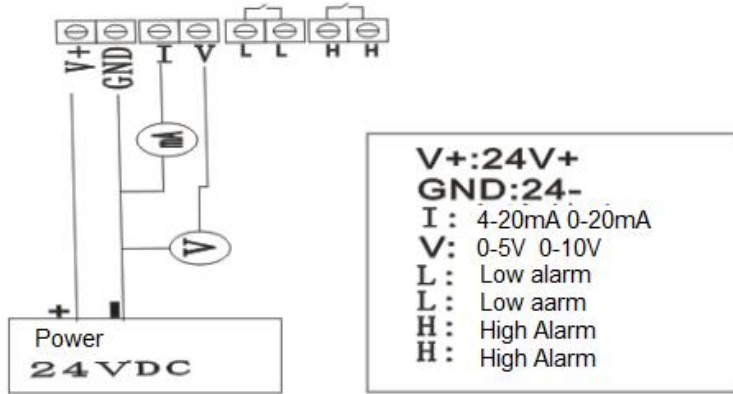 V+ GND I V L L H H
mA
V
+ -
Power
24VDC
V+:24V+
GND:24-
I: 4-20mA 0-20mA
V: 0-5V 0-10V
L: Low alarm
L: Low aarm
H: High Alarm
H: High Alarm